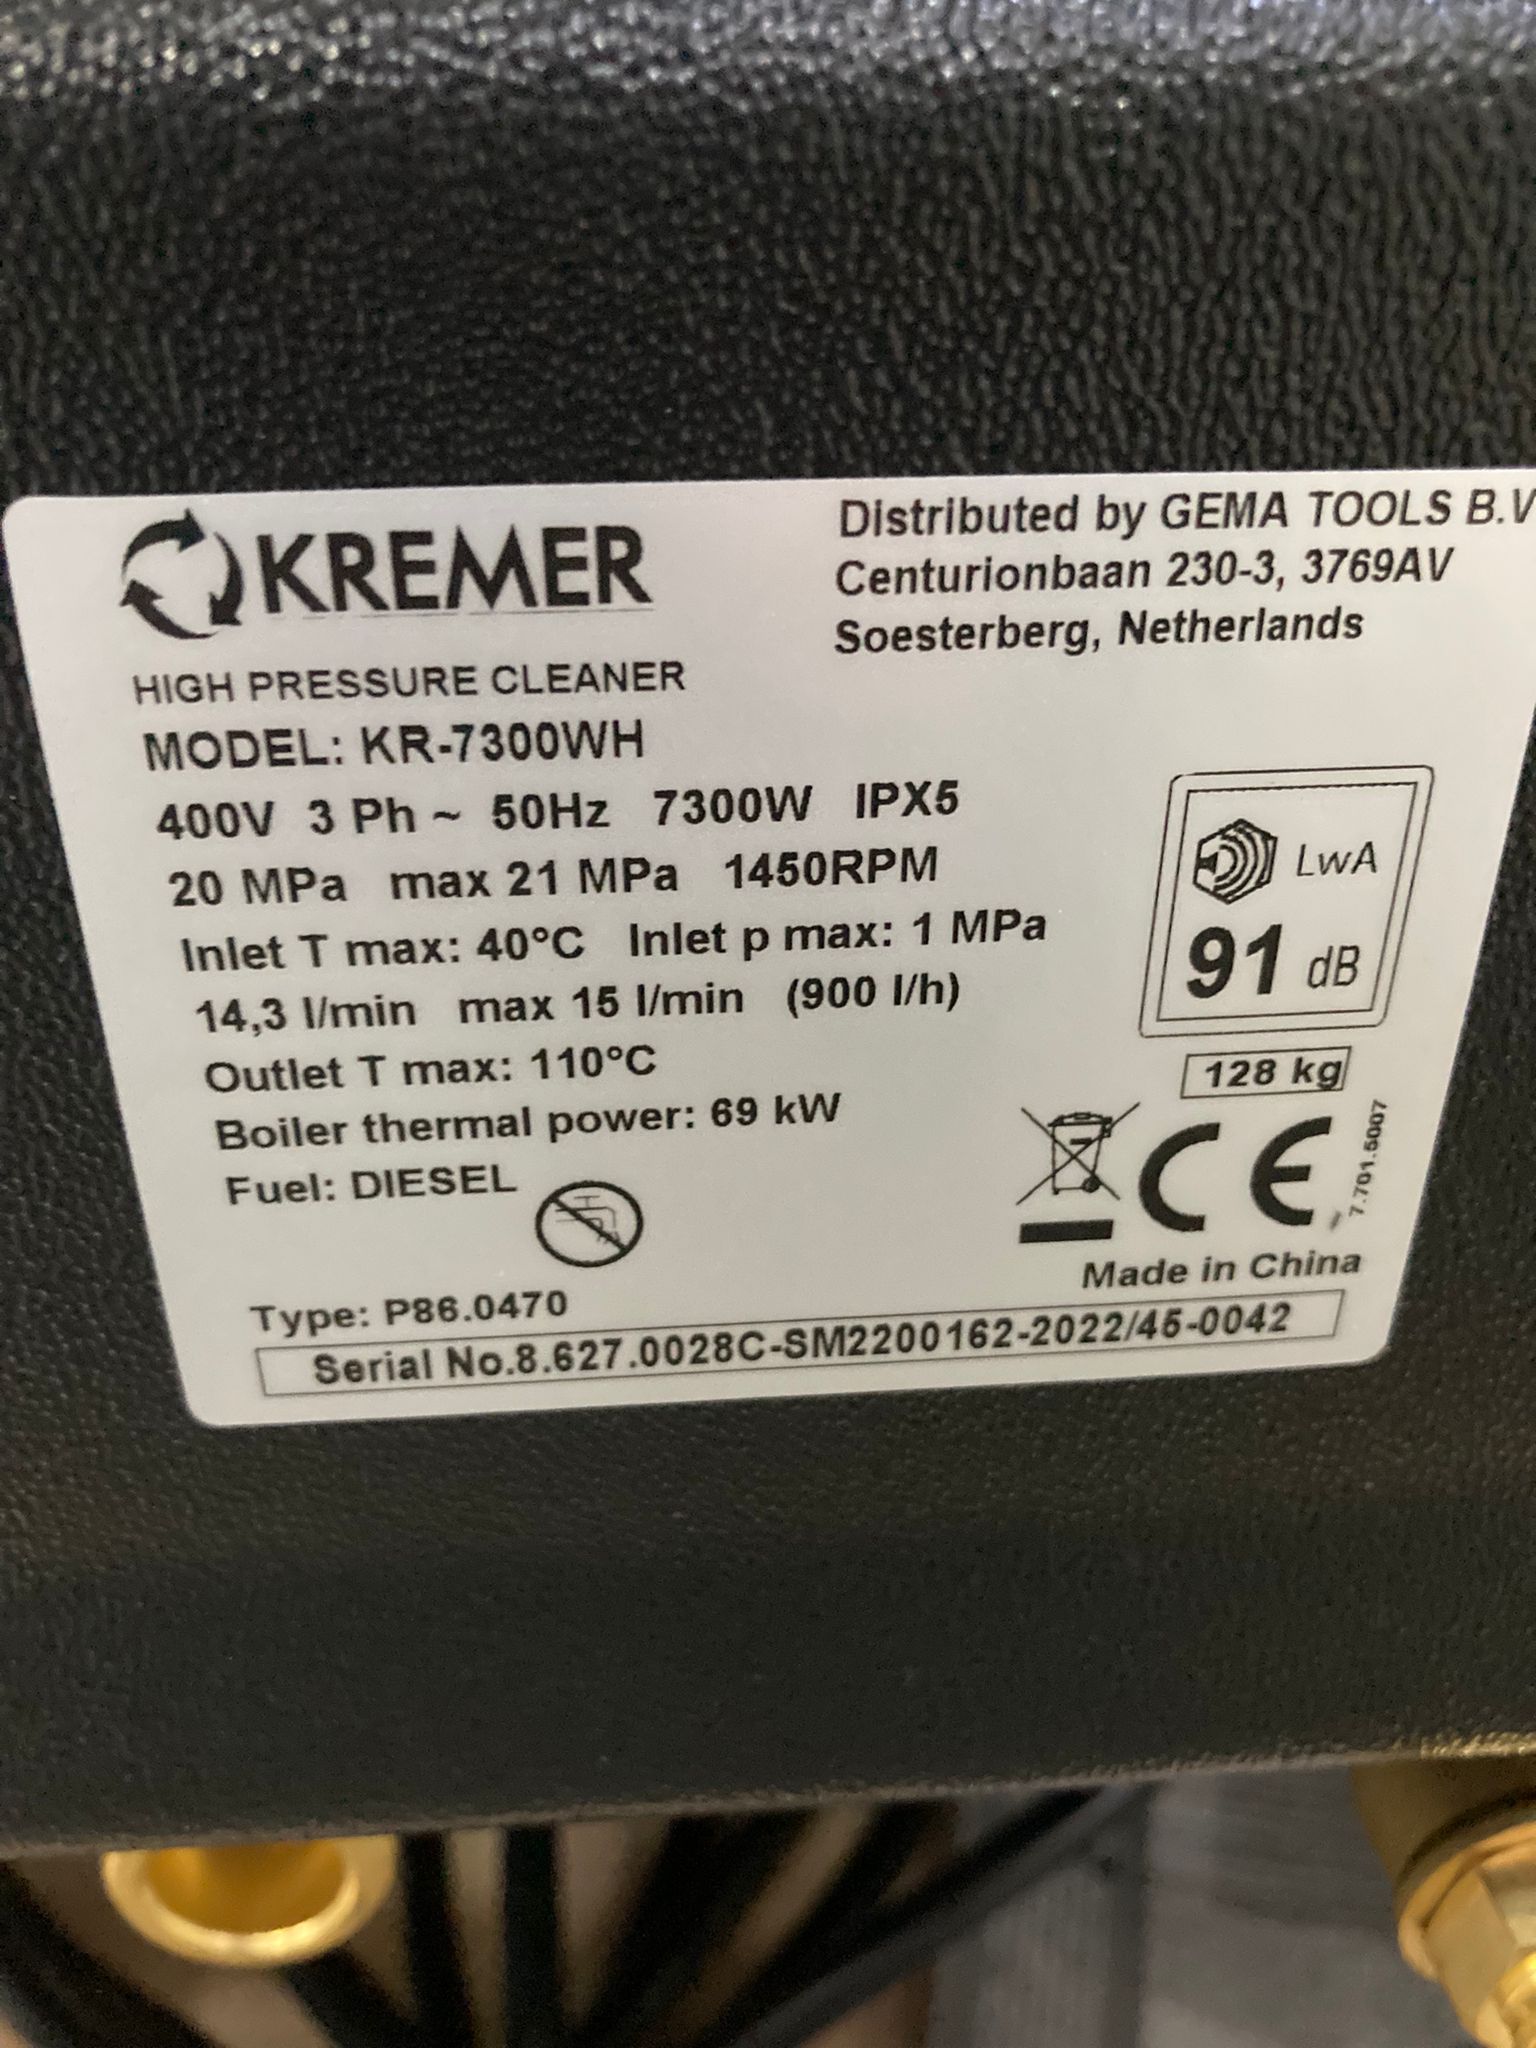 KREMER
Distributed by GEMA TOOLS B.V
Centurionbaan 230-3, 3769AV
Soesterberg, Netherlands
HIGH PRESSURE CLEANER
MODEL: KR-7300WH
400V 3 Ph ~ 50Hz 7300W IPX5
20 MPa max 21 MPa 1450RPM
Inlet T max: 40°C Inlet p max: 1 MPa
14,3 l/min max 15 l/min (900 l/h)
Outlet T max: 110°C
Boiler thermal power: 69 kW
Fuel: DIESEL
LwA
91 dB
128 kg
CE
7.701.5007
Made in China
Type: P86.0470
Serial No.8.627.0028C-SM2200162-2022/45-0042